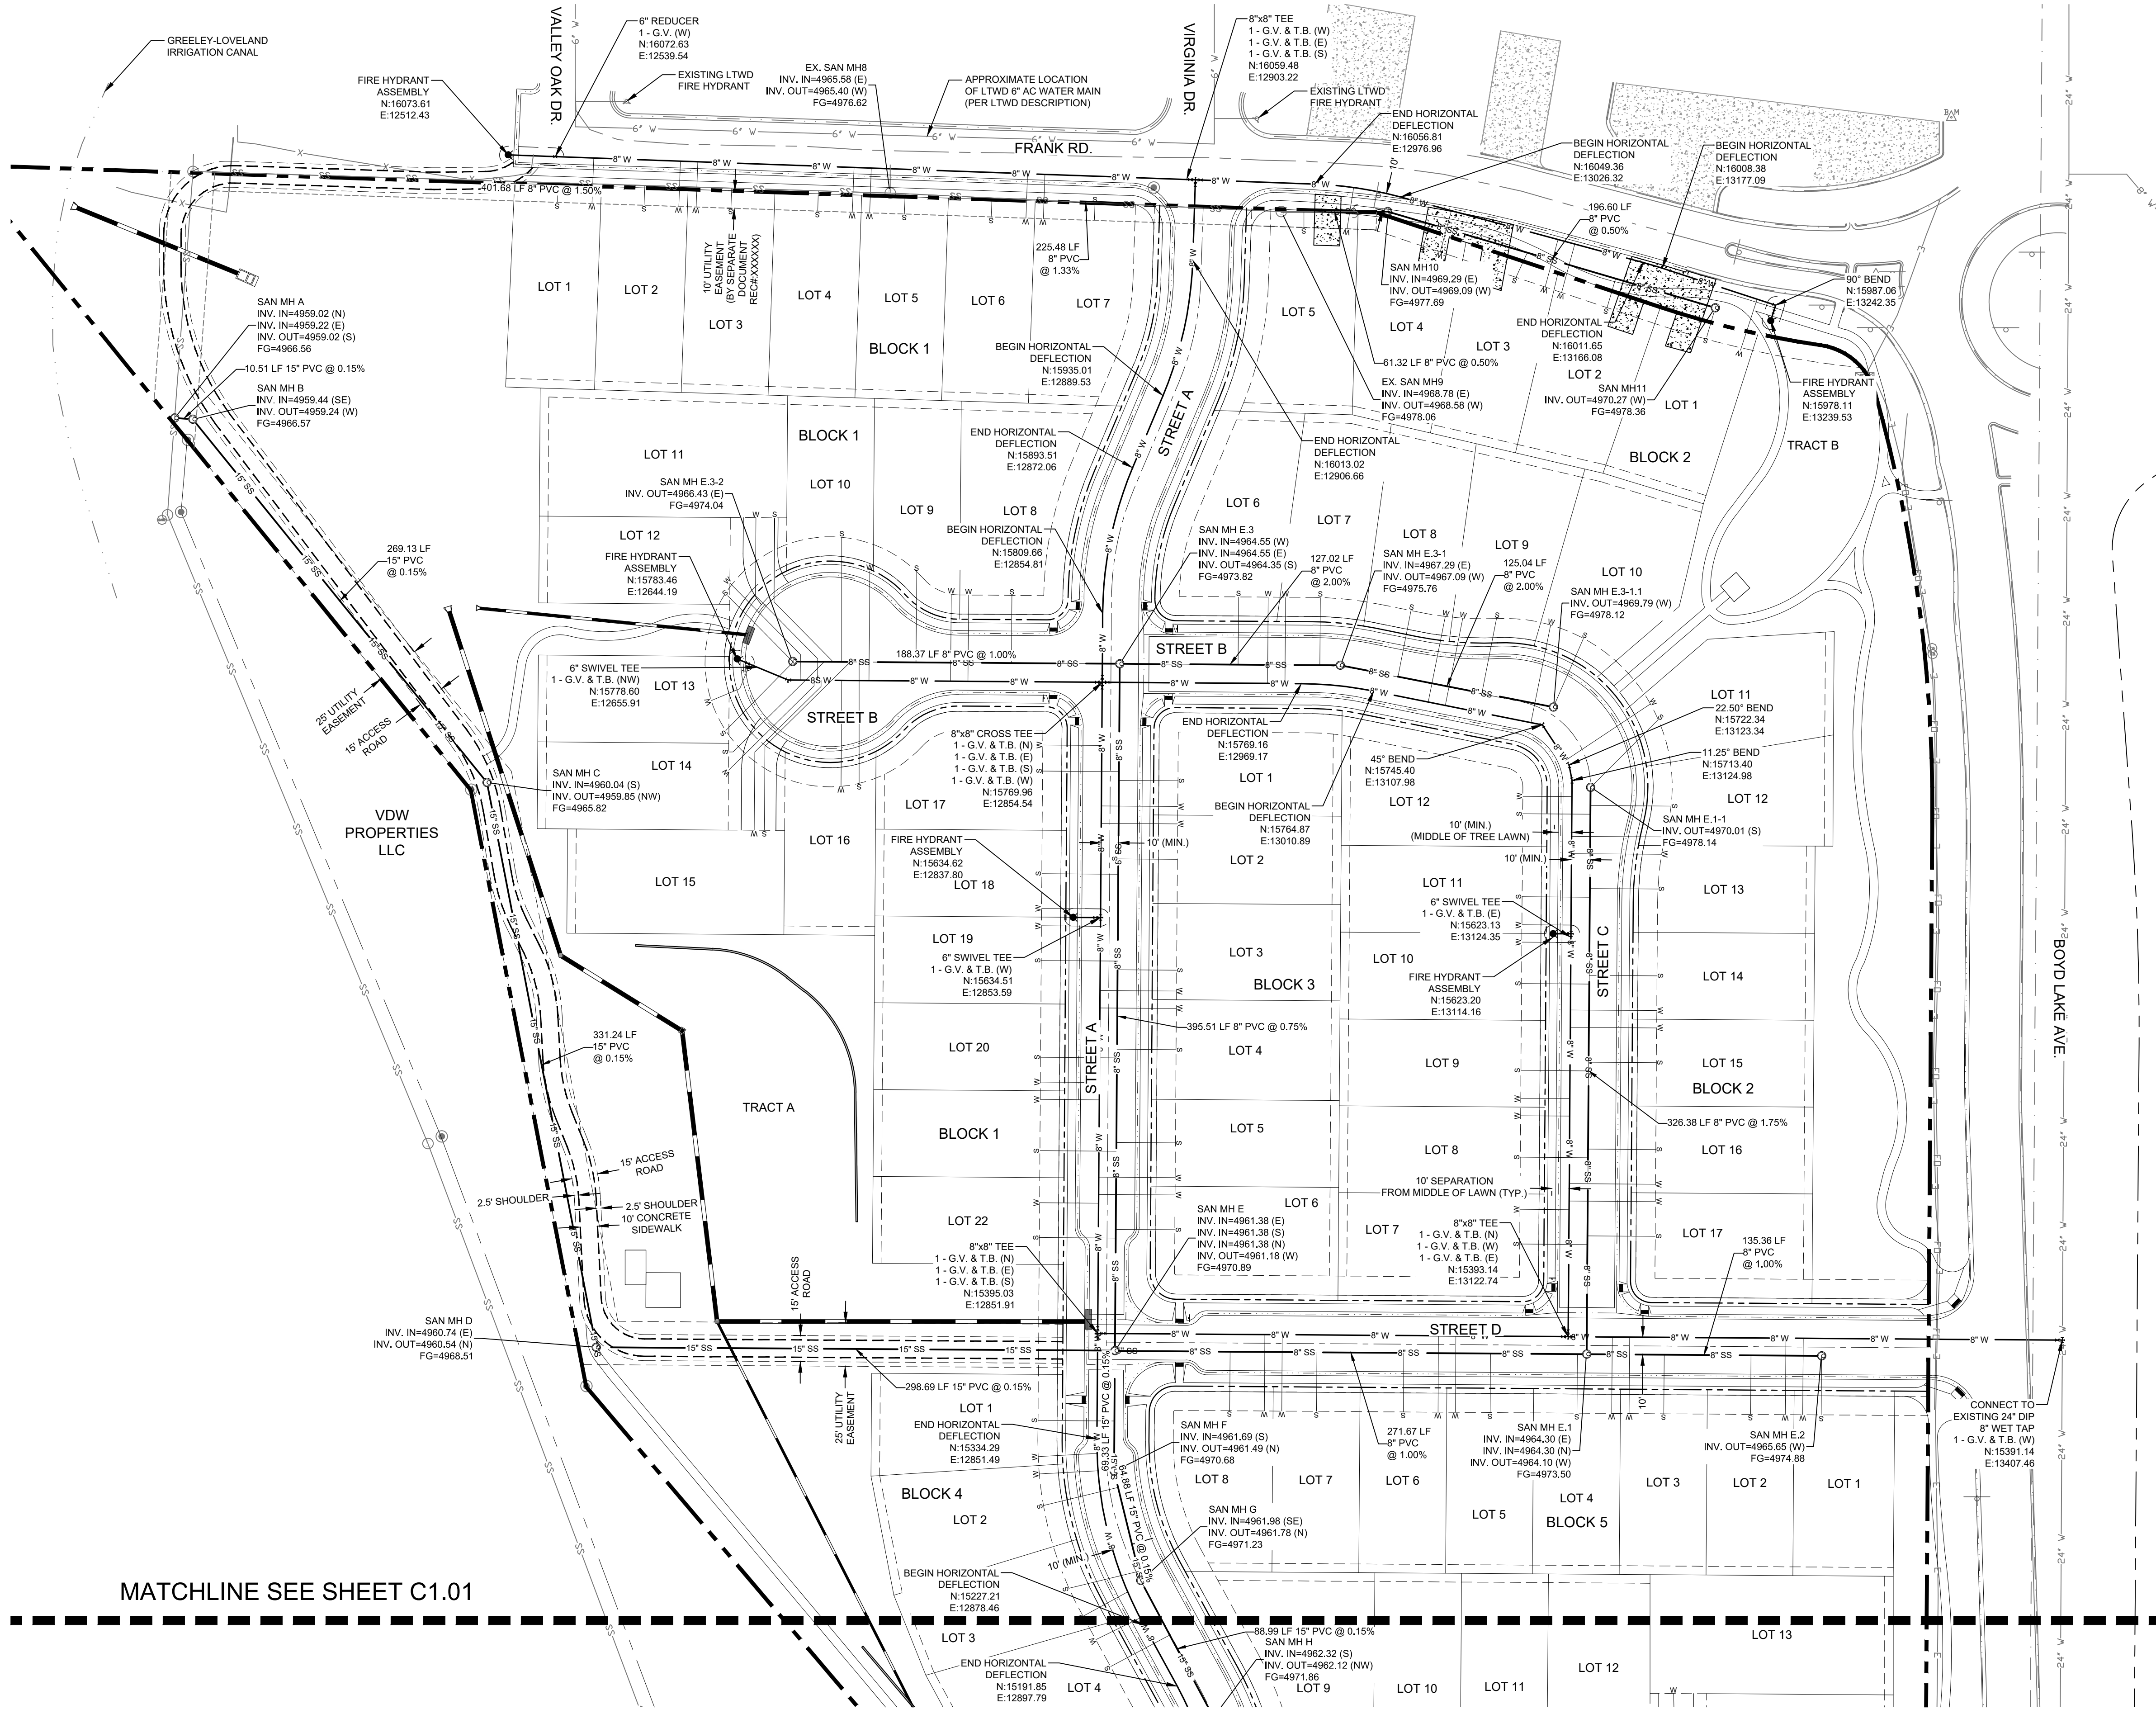 GREELEY-LOVELAND
IRRIGATION CANAL
FIRE HYDRANT
ASSEMBLY
N:16073.61
E:12512.43
VALLEY OAK DR.
6" REDUCER
1 - G.V. (W)
N:16072.63
E:12539.54
EXISTING LTWD
FIRE HYDRANT
EX. SAN MH8
INV. IN=4965.58 (E)
INV. OUT=4965.40 (W)
FG=4976.62
APPROXIMATE LOCATION
OF LTWD 6" AC WATER MAIN
(PER LTWD DESCRIPTION)
VIRGINIA DR.
8"x8" TEE
1 - G.V. & T.B. (W)
1 - G.V. & T.B. (E)
1 - G.V. & T.B. (S)
N:16059.48
E:12903.22
EXISTING LTWD
FIRE HYDRANT
END HORIZONTAL
DEFLECTION
N:16056.81
E:12976.96
BEGIN HORIZONTAL
DEFLECTION
N:16049.36
E:13026.32
BEGIN HORIZONTAL
DEFLECTION
N:16008.38
E:13177.09
FRANK RD.
10'
401.68 LF 8" PVC @ 1.50%
10' UTILITY
EASEMENT
(BY SEPARATE
DOCUMENT
REC#:XXXXXX)
225.48 LF
8" PVC
@ 1.33%
196.60 LF
8" PVC
@ 0.50%
SAN MH10
INV. IN=4969.29 (E)
INV. OUT=4969.09 (W)
FG=4977.69
90° BEND
N:15987.06
E:13242.35
LOT 1
LOT 2
LOT 3
LOT 4
LOT 5
LOT 6
LOT 7
BLOCK 1
LOT 5
LOT 4
LOT 3
LOT 2
LOT 1
END HORIZONTAL
DEFLECTION
N:16011.65
E:13166.08
61.32 LF 8" PVC @ 0.50%
EX. SAN MH9
INV. IN=4968.78 (E)
INV. OUT=4968.58 (W)
FG=4978.06
SAN MH11
INV. OUT=4970.27 (W)
FG=4978.36
FIRE HYDRANT
ASSEMBLY
N:15978.11
E:13239.53
TRACT B
BLOCK 2
SAN MH A
INV. IN=4959.02 (N)
INV. IN=4959.22 (E)
INV. OUT=4959.02 (S)
FG=4966.56
10.51 LF 15" PVC @ 0.15%
SAN MH B
INV. IN=4959.44 (SE)
INV. OUT=4959.24 (W)
FG=4966.57
BEGIN HORIZONTAL
DEFLECTION
N:15935.01
E:12889.53
STREET A
END HORIZONTAL
DEFLECTION
N:15893.51
E:12872.06
END HORIZONTAL
DEFLECTION
N:16013.02
E:12906.66
BLOCK 1
LOT 11
LOT 10
LOT 9
LOT 8
LOT 12
SAN MH E.3-2
INV. OUT=4966.43 (E)
FG=4974.04
FIRE HYDRANT
ASSEMBLY
N:15783.46
E:12644.19
BEGIN HORIZONTAL
DEFLECTION
N:15809.66
E:12854.81
LOT 6
LOT 7
LOT 8
LOT 9
LOT 10
SAN MH E.3
INV. IN=4964.55 (W)
INV. IN=4964.55 (E)
INV. OUT=4964.35 (S)
FG=4973.82
127.02 LF
8" PVC
@ 2.00%
SAN MH E.3-1
INV. IN=4967.29 (E)
INV. OUT=4967.09 (W)
FG=4975.76
125.04 LF
8" PVC
@ 2.00%
SAN MH E.3-1.1
INV. OUT=4969.79 (W)
FG=4978.12
269.13 LF
15" PVC
@ 0.15%
25' UTILITY
EASEMENT
15' ACCESS
ROAD
188.37 LF 8" PVC @ 1.00%
STREET B
6" SWIVEL TEE
1 - G.V. & T.B. (NW)
N:15778.60
E:12655.91
LOT 13
STREET B
LOT 14
SAN MH C
INV. IN=4960.04 (S)
INV. OUT=4959.85 (NW)
FG=4965.82
VDW
PROPERTIES
LLC
8"x8" CROSS TEE
1 - G.V. & T.B. (N)
1 - G.V. & T.B. (E)
1 - G.V. & T.B. (S)
1 - G.V. & T.B. (W)
N:15769.96
E:12854.54
END HORIZONTAL
DEFLECTION
N:15769.16
E:12969.17
BEGIN HORIZONTAL
DEFLECTION
N:15764.87
E:13010.89
45° BEND
N:15745.40
E:13107.98
LOT 11
22.50° BEND
N:15722.34
E:13123.34
11.25° BEND
N:15713.40
E:13124.98
LOT 12
SAN MH E.1-1
INV. OUT=4970.01 (S)
FG=4978.14
10' (MIN.)
(MIDDLE OF TREE LAWN)
10' (MIN.)
10' (MIN.)
LOT 15
LOT 16
LOT 17
LOT 18
LOT 19
LOT 20
BLOCK 1
LOT 22
FIRE HYDRANT
ASSEMBLY
N:15634.62
E:12837.80
6" SWIVEL TEE
1 - G.V. & T.B. (W)
N:15634.51
E:12853.59
LOT 1
LOT 2
LOT 3
BLOCK 3
LOT 4
LOT 5
LOT 6
LOT 12
LOT 11
LOT 10
LOT 9
LOT 8
LOT 7
6" SWIVEL TEE
1 - G.V. & T.B. (E)
N:15623.13
E:13124.35
FIRE HYDRANT
ASSEMBLY
N:15623.20
E:13114.16
STREET C
LOT 13
LOT 14
LOT 15
BLOCK 2
LOT 16
LOT 17
BOYD LAKE AVE.
395.51 LF 8" PVC @ 0.75%
STREET A
326.38 LF 8" PVC @ 1.75%
331.24 LF
15" PVC
@ 0.15%
TRACT A
15' ACCESS
ROAD
2.5' SHOULDER
2.5' SHOULDER
10' CONCRETE
SIDEWALK
10' SEPARATION
FROM MIDDLE OF LAWN (TYP.)
SAN MH E
INV. IN=4961.38 (E)
INV. IN=4961.38 (S)
INV. IN=4961.38 (N)
INV. OUT=4961.18 (W)
FG=4970.89
8"x8" TEE
1 - G.V. & T.B. (N)
1 - G.V. & T.B. (E)
1 - G.V. & T.B. (S)
N:15395.03
E:12851.91
8"x8" TEE
1 - G.V. & T.B. (N)
1 - G.V. & T.B. (W)
1 - G.V. & T.B. (E)
N:15393.14
E:13122.74
135.36 LF
8" PVC
@ 1.00%
15' ACCESS
ROAD
SAN MH D
INV. IN=4960.74 (E)
INV. OUT=4960.54 (N)
FG=4968.51
STREET D
298.69 LF 15" PVC @ 0.15%
25' UTILITY
EASEMENT
10'
CONNECT TO
EXISTING 24" DIP
8" WET TAP
1 - G.V. & T.B. (W)
N:15391.14
E:13407.46
LOT 1
END HORIZONTAL
DEFLECTION
N:15334.29
E:12851.49
69.33 LF 15" PVC @ 0.15%
64.88 LF 15" PVC @ 0.15%
SAN MH F
INV. IN=4961.69 (S)
INV. OUT=4961.49 (N)
FG=4970.68
271.67 LF
8" PVC
@ 1.00%
SAN MH E.1
INV. IN=4964.30 (E)
INV. IN=4964.30 (N)
INV. OUT=4964.10 (W)
FG=4973.50
SAN MH E.2
INV. OUT=4965.65 (W)
FG=4974.88
LOT 8
LOT 7
LOT 6
LOT 5
LOT 4
BLOCK 5
LOT 3
LOT 2
LOT 1
BLOCK 4
LOT 2
SAN MH G
INV. IN=4961.98 (SE)
INV. OUT=4961.78 (N)
FG=4971.23
10' (MIN.)
BEGIN HORIZONTAL
DEFLECTION
N:15227.21
E:12878.46
MATCHLINE SEE SHEET C1.01
LOT 3
88.99 LF 15" PVC @ 0.15%
SAN MH H
INV. IN=4962.32 (S)
INV. OUT=4962.12 (NW)
FG=4971.86
END HORIZONTAL
DEFLECTION
N:15191.85
E:12897.79
LOT 4
LOT 9
LOT 10
LOT 11
LOT 12
LOT 13